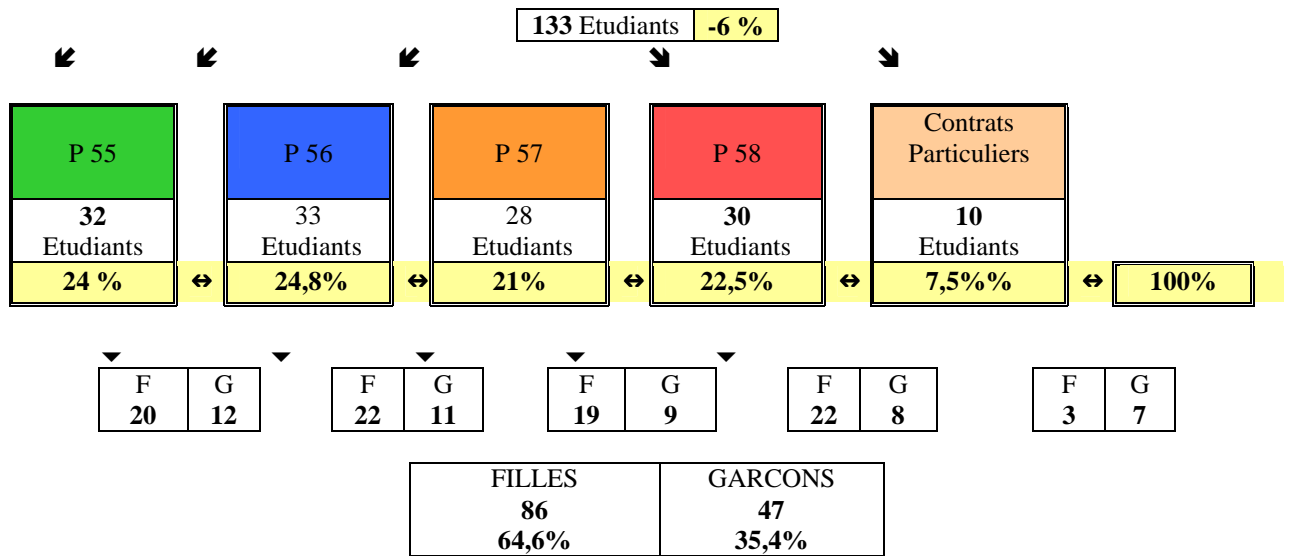 133 Etudiants -6 %
P 55 P 56 P 57 P 58 Contrats Particuliers
32 Etudiants 33 Etudiants 28 Etudiants 30 Etudiants 10 Etudiants
24 % 24,8% 21% 22,5% 7,5%% 100%
F G F G F G F G F G
20 12 22 11 19 9 22 8 3 7
FILLES GARCONS
86 47
64,6% 35,4%